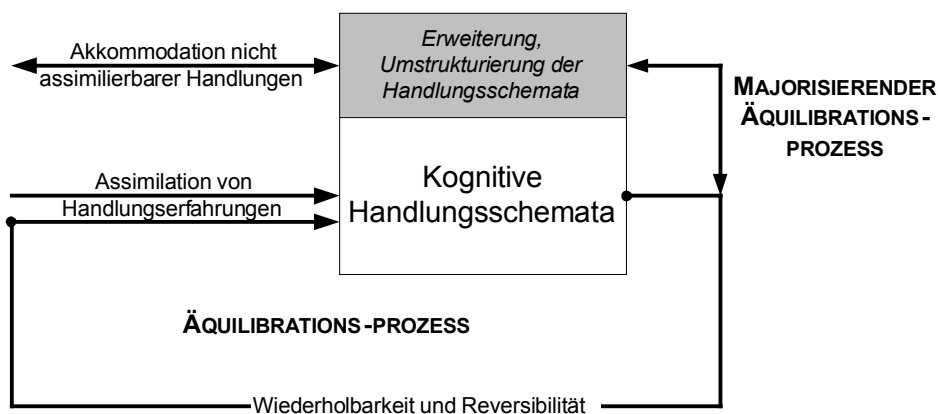 Akkommodation nicht
assimilierbarer Handlungen
Erweiterung,
Umstrukturierung der
Handlungsschemata
MAJORISIERENDER
ÄQUILIBRATIONS-
PROZESS
Assimilation von
Handlungserfahrungen
Kognitive
Handlungsschemata
ÄQUILIBRATIONS-PROZESS
Wiederholbarkeit und Reversibilität